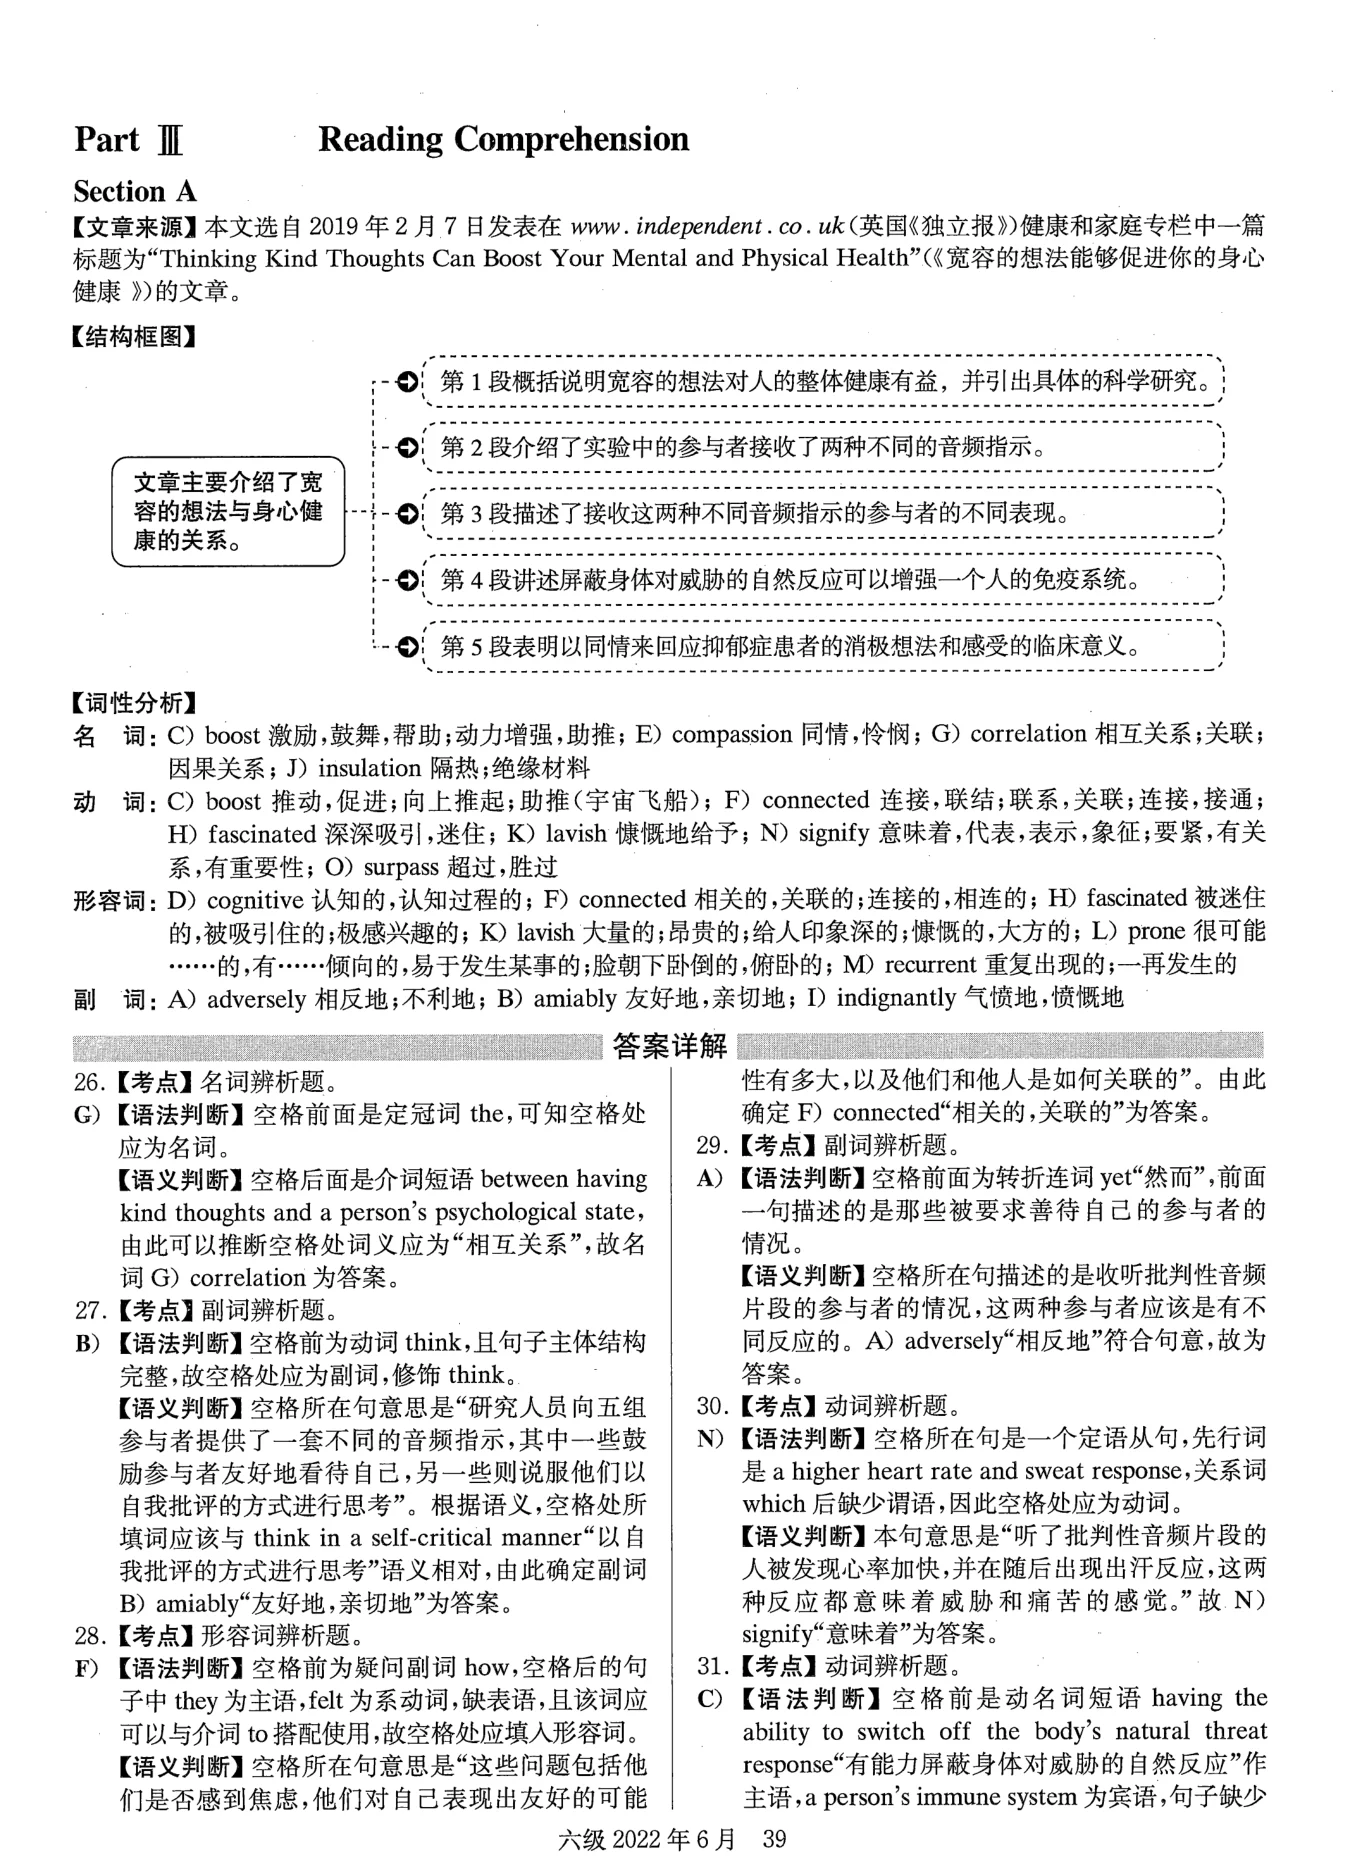 Part Ⅲ Reading Comprehension
Section A
【文章来源】本文选自 2019 年 2 月 7 日发表在 www.independent.co.uk(英国《独立报》)健康和家庭专栏中一篇
标题为“Thinking Kind Thoughts Can Boost Your Mental and Physical Health”(《宽容的想法能够促进你的身心
健康 》)的文章。
【结构框图】
文章主要介绍了宽
容的想法与身心健
康的关系。
第 1 段概括说明宽容的想法对人的整体健康有益，并引出具体的科学研究。
第 2 段介绍了实验中的参与者接收了两种不同的音频指示。
第 3 段描述了接收这两种不同音频指示的参与者的不同表现。
第 4 段讲述屏蔽身体对威胁的自然反应可以增强一个人的免疫系统。
第 5 段表明以同情来回应抑郁症患者的消极想法和感受的临床意义。
【词性分析】
名 词：C) boost 激励,鼓舞,帮助;动力增强,助推；E) compassion 同情,怜悯；G) correlation 相互关系;关联;
因果关系；J) insulation 隔热;绝缘材料
动 词：C) boost 推动,促进;向上推起;助推(宇宙飞船)；F) connected 连接,联结;联系,关联;连接,接通;
H) fascinated 深深吸引,迷住；K) lavish 慷慨地给予；N) signify 意味着,代表,表示,象征;要紧,有关
系,有重要性；O) surpass 超过,胜过
形容词：D) cognitive 认知的,认知过程的；F) connected 相关的,关联的;连接的,相连的；H) fascinated 被迷住
的,被吸引住的;极感兴趣的；K) lavish 大量的;昂贵的;给人印象深的;慷慨的,大方的；L) prone 很可能
……的,有……倾向的,易于发生某事的;脸朝下卧倒的,俯卧的；M) recurrent 重复出现的;一再发生的
副 词：A) adversely 相反地;不利地；B) amiably 友好地,亲切地；I) indignantly 气愤地,愤慨地
答案详解
26.【考点】名词辨析题。
G)【语法判断】空格前面是定冠词 the,可知空格处
应为名词。
【语义判断】空格后面是介词短语 between having
kind thoughts and a person's psychological state,
由此可以推断空格处词义应为“相互关系”,故名
词 G) correlation 为答案。
27.【考点】副词辨析题。
B)【语法判断】空格前为动词 think,且句子主体结构
完整,故空格处应为副词,修饰 think。
【语义判断】空格所在句意思是“研究人员向五组
参与者提供了一套不同的音频指示,其中一些鼓
励参与者友好地看待自己,另一些则说服他们以
自我批评的方式进行思考”。根据语义,空格处所
填词应该与 think in a self-critical manner“以自
我批评的方式进行思考”语义相对,由此确定副词
B) amiably“友好地,亲切地”为答案。
28.【考点】形容词辨析题。
F)【语法判断】空格前为疑问副词 how,空格后的句
子中 they 为主语,felt 为系动词,缺表语,且该词应
可以与介词 to 搭配使用,故空格处应填入形容词。
【语义判断】空格所在句意思是“这些问题包括他
们是否感到焦虑,他们对自己表现出友好的可能
性有多大,以及他们和他人是如何关联的”。由此
确定 F) connected“相关的,关联的”为答案。
29.【考点】副词辨析题。
A)【语法判断】空格前面为转折连词 yet“然而”,前面
一句描述的是那些被要求善待自己的参与者的
情况。
【语义判断】空格所在句描述的是收听批判性音频
片段的参与者的情况,这两种参与者应该是有不
同反应的。A) adversely“相反地”符合句意,故为
答案。
30.【考点】动词辨析题。
N)【语法判断】空格所在句是一个定语从句,先行词
是 a higher heart rate and sweat response,关系词
which 后缺少谓语,因此空格处应为动词。
【语义判断】本句意思是“听了批判性音频片段的
人被发现心率加快,并在随后出现出汗反应,这两
种反应都意味着威胁和痛苦的感觉。”故 N)
signify“意味着”为答案。
31.【考点】动词辨析题。
C)【语法判断】空格前是动名词短语 having the
ability to switch off the body's natural threat
response“有能力屏蔽身体对威胁的自然反应”作
主语,a person's immune system 为宾语,句子缺少
六级 2022 年 6 月 39